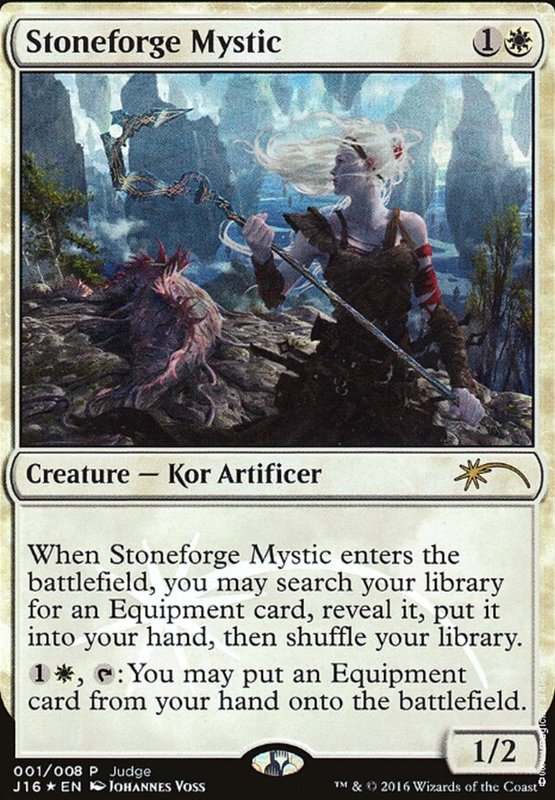 Stoneforge Mystic 1
Creature — Kor Artificer
When Stoneforge Mystic enters the
battlefield, you may search your library
for an Equipment card, reveal it, put it
into your hand, then shuffle your library.
1 , : You may put an Equipment
card from your hand onto the battlefield.
1/2
001/008 P Judge
J16 ★ EN Johannes Voss
™ & © 2016 Wizards of the Coast